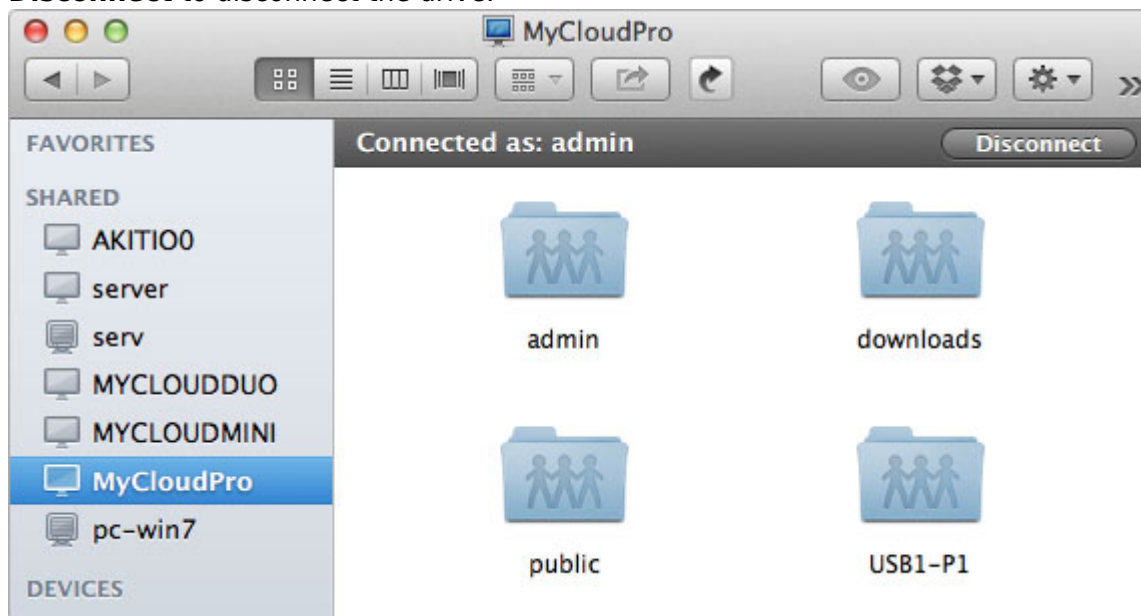 Disconnect to disconnect the drive.
MyCloudPro
FAVORITES
Connected as: admin
Disconnect
SHARED
AKiTiO0
server
serv
MYCLOUDDUO
MYCLOUDMINI
MyCloudPro
pc-win7
DEVICES
admin
downloads
public
USB1-P1